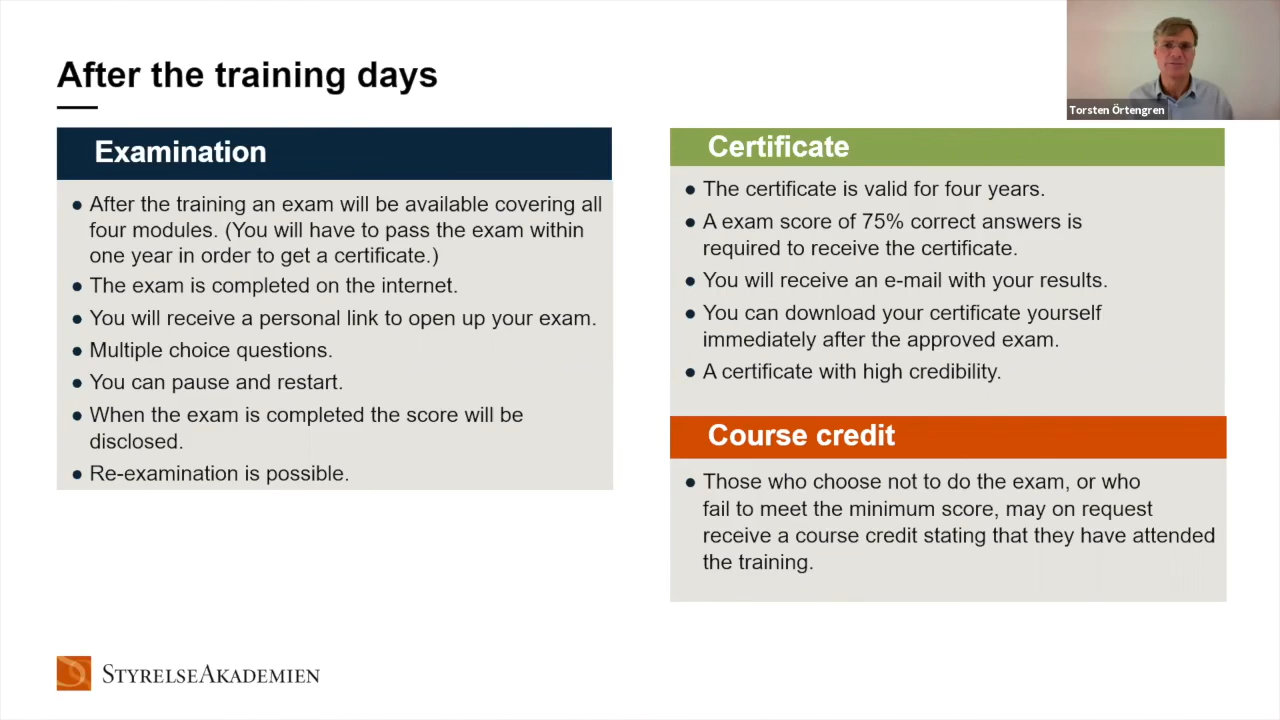 After the training days
Torsten Örtengren
Examination
● After the training an exam will be available covering all
four modules. (You will have to pass the exam within
one year in order to get a certificate.)
● The exam is completed on the internet.
● You will receive a personal link to open up your exam.
● Multiple choice questions.
● You can pause and restart.
● When the exam is completed the score will be
disclosed.
● Re-examination is possible.
Certificate
● The certificate is valid for four years.
● A exam score of 75% correct answers is
required to receive the certificate.
● You will receive an e-mail with your results.
● You can download your certificate yourself
immediately after the approved exam.
● A certificate with high credibility.
Course credit
● Those who choose not to do the exam, or who
fail to meet the minimum score, may on request
receive a course credit stating that they have attended
the training.
StyrelseAkademien